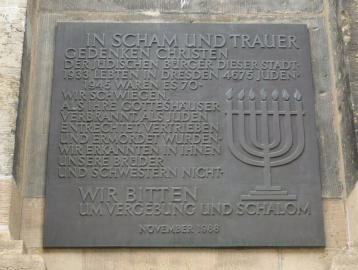 IN SCHAM UND TRAUER
GEDENKEN CHRISTEN
DER JÜDISCHEN BÜRGER DIESER STADT·
1933 LEBTEN IN DRESDEN 4675 JUDEN·
1945 WAREN ES 70·
WIR SCHWIEGEN
ALS IHRE GOTTESHÄUSER
VERBRANNT, ALS JUDEN
ENTRECHTET VERTRIEBEN
UND ERMORDET WURDEN·
WIR ERKANNTEN IN IHNEN
UNSERE BRÜDER
UND SCHWESTERN NICHT·
WIR BITTEN
UM VERGEBUNG UND SCHALOM
NOVEMBER 1988